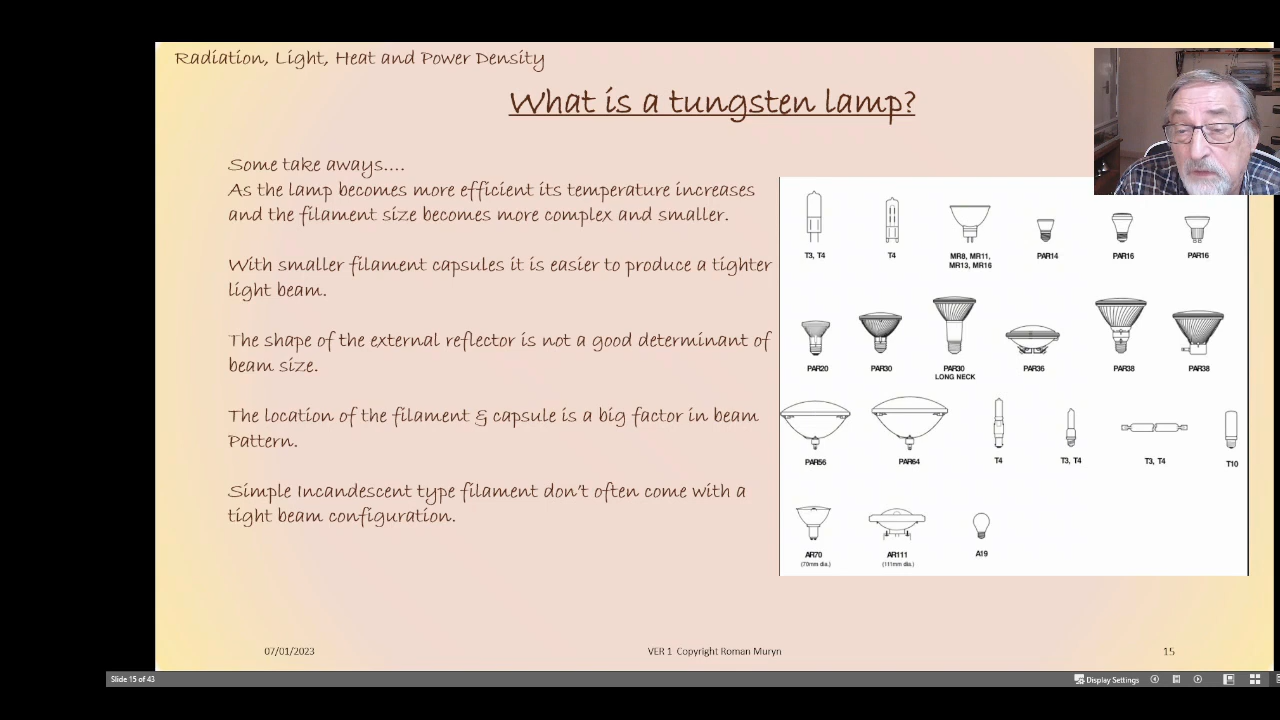 Radiation, Light, Heat and Power Density
What is a tungsten lamp?
Some take aways....
As the lamp becomes more efficient its temperature increases
and the filament size becomes more complex and smaller.
With smaller filament capsules it is easier to produce a tighter
light beam.
The shape of the external reflector is not a good determinant of
beam size.
The location of the filament & capsule is a big factor in beam
Pattern.
Simple Incandescent type filament don't often come with a
tight beam configuration.
T3, T4
T4
MR8, MR11,
MR13, MR16
PAR14
PAR16
PAR16
PAR20
PAR30
PAR30
LONG NECK
PAR36
PAR38
PAR38
PAR56
PAR64
T4
T3, T4
T3, T4
T10
AR70
(70mm dia.)
AR111
(111mm dia.)
A19
07/01/2023
VER 1 Copyright Roman Muryn
15
Slide 15 of 43
Display Settings